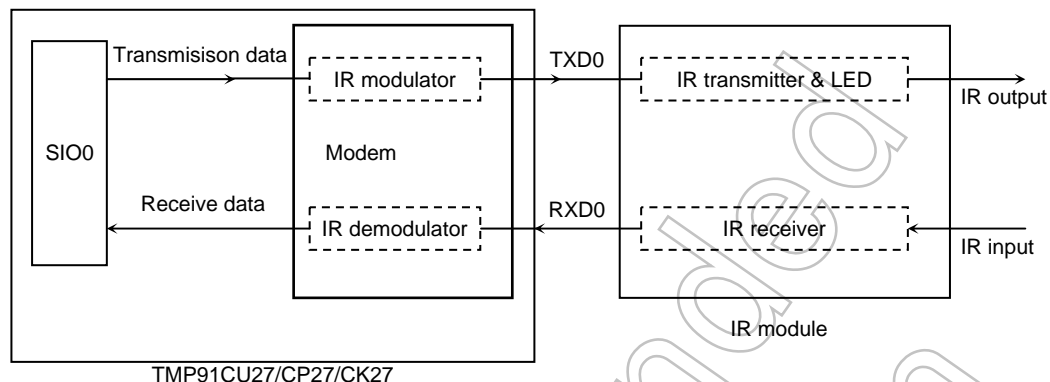 Transmisison data
TXD0
IR modulator
IR transmitter & LED
IR output
SIO0
Modem
Receive data
RXD0
IR demodulator
IR receiver
IR input
IR module
TMP91CU27/CP27/CK27